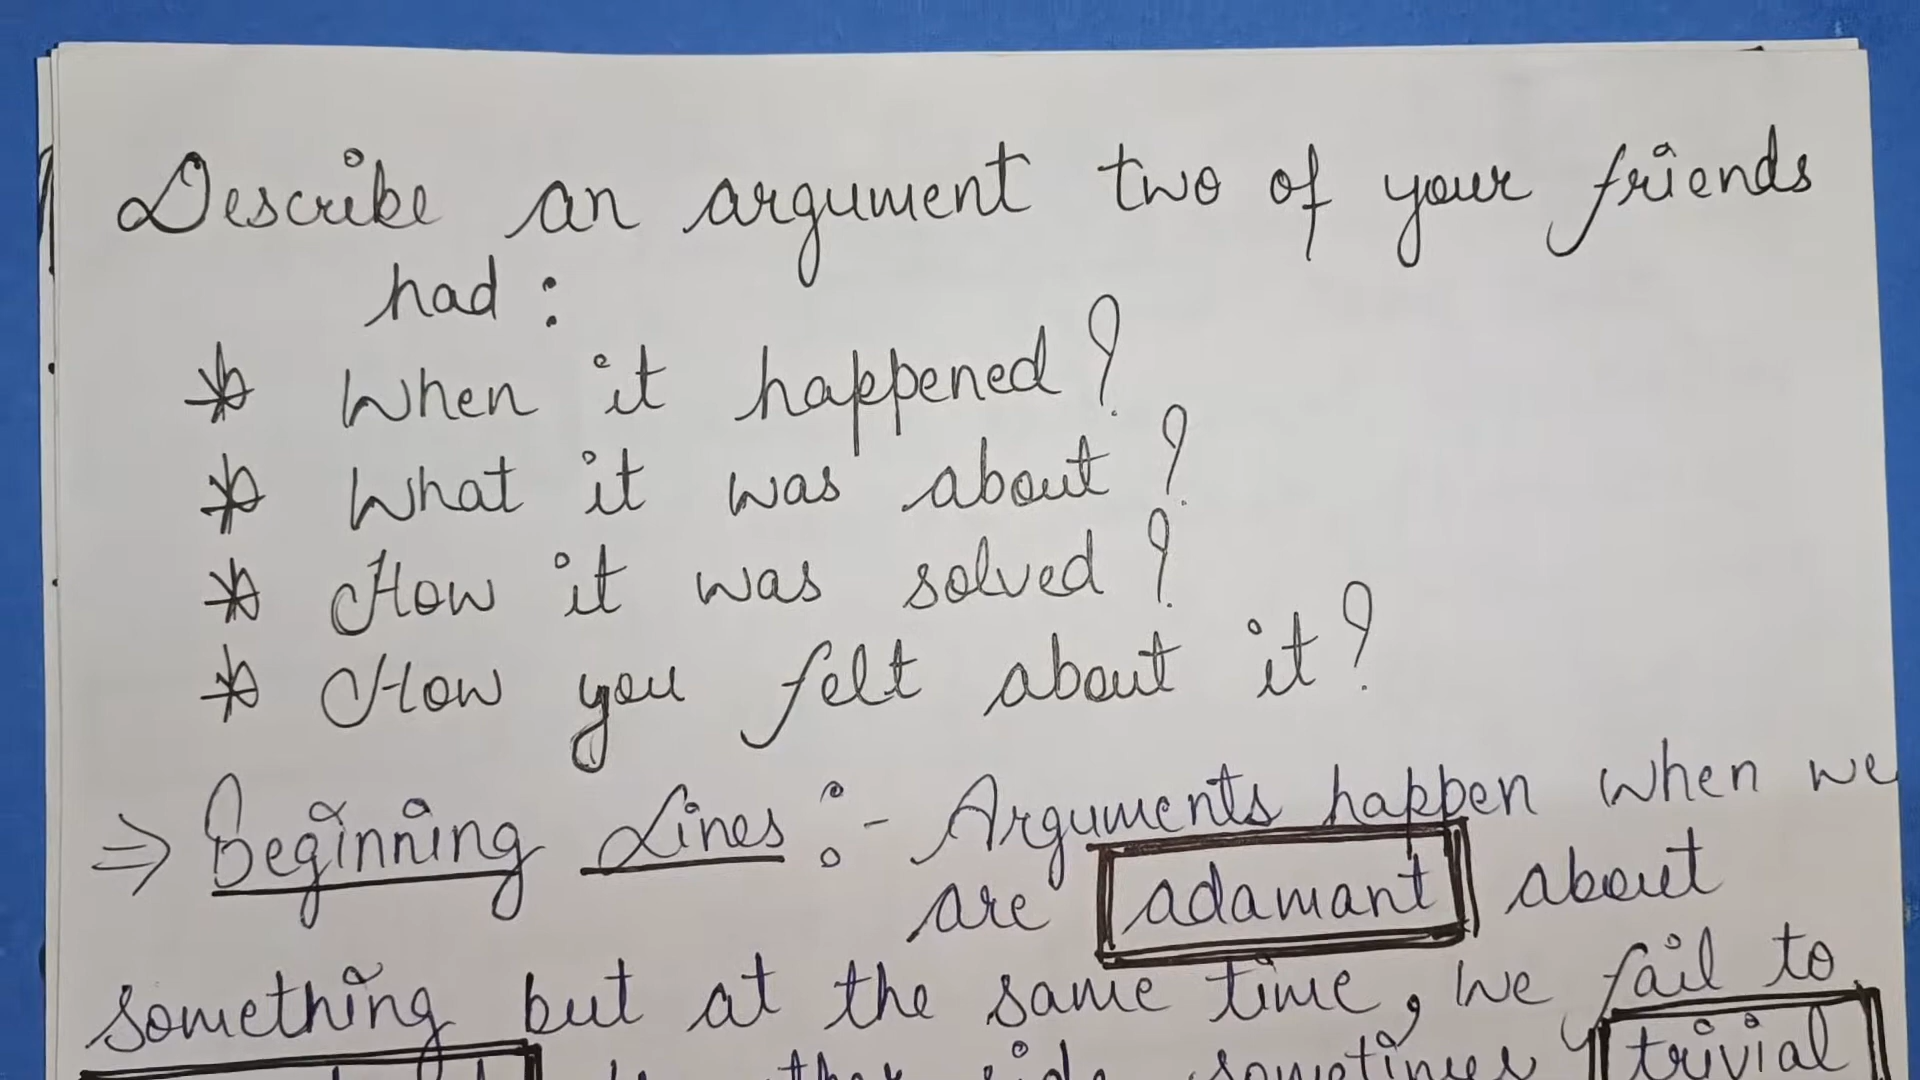 Describe an argument two of your friends
had :
* When it happened ?
* What it was about ?
* How it was solved ?
* How you felt about it ?
⇒ Beginning Lines :- Arguments happen when we
are adamant about
something but at the same time, we fail to
sometimes trivial